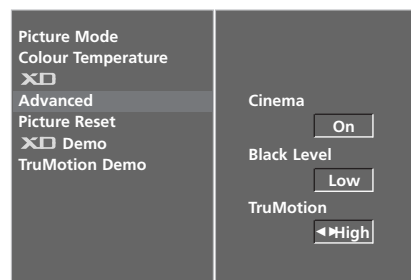 Picture Mode
Colour Temperature
XD
Advanced
Picture Reset
XD Demo
TruMotion Demo
Cinema
On
Black Level
Low
TruMotion
◄►High